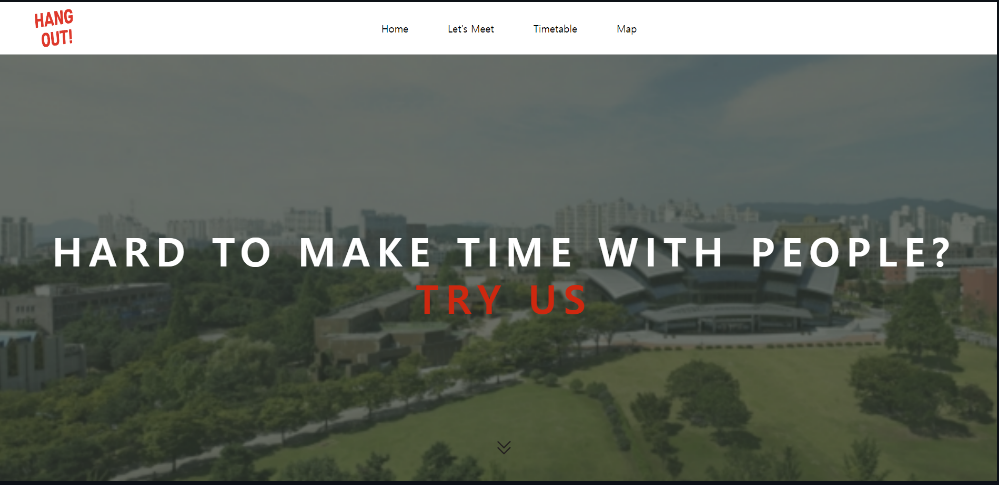 HANG
OUT!
Home
Let's Meet
Timetable
Map
HARD TO MAKE TIME WITH PEOPLE?
TRY US